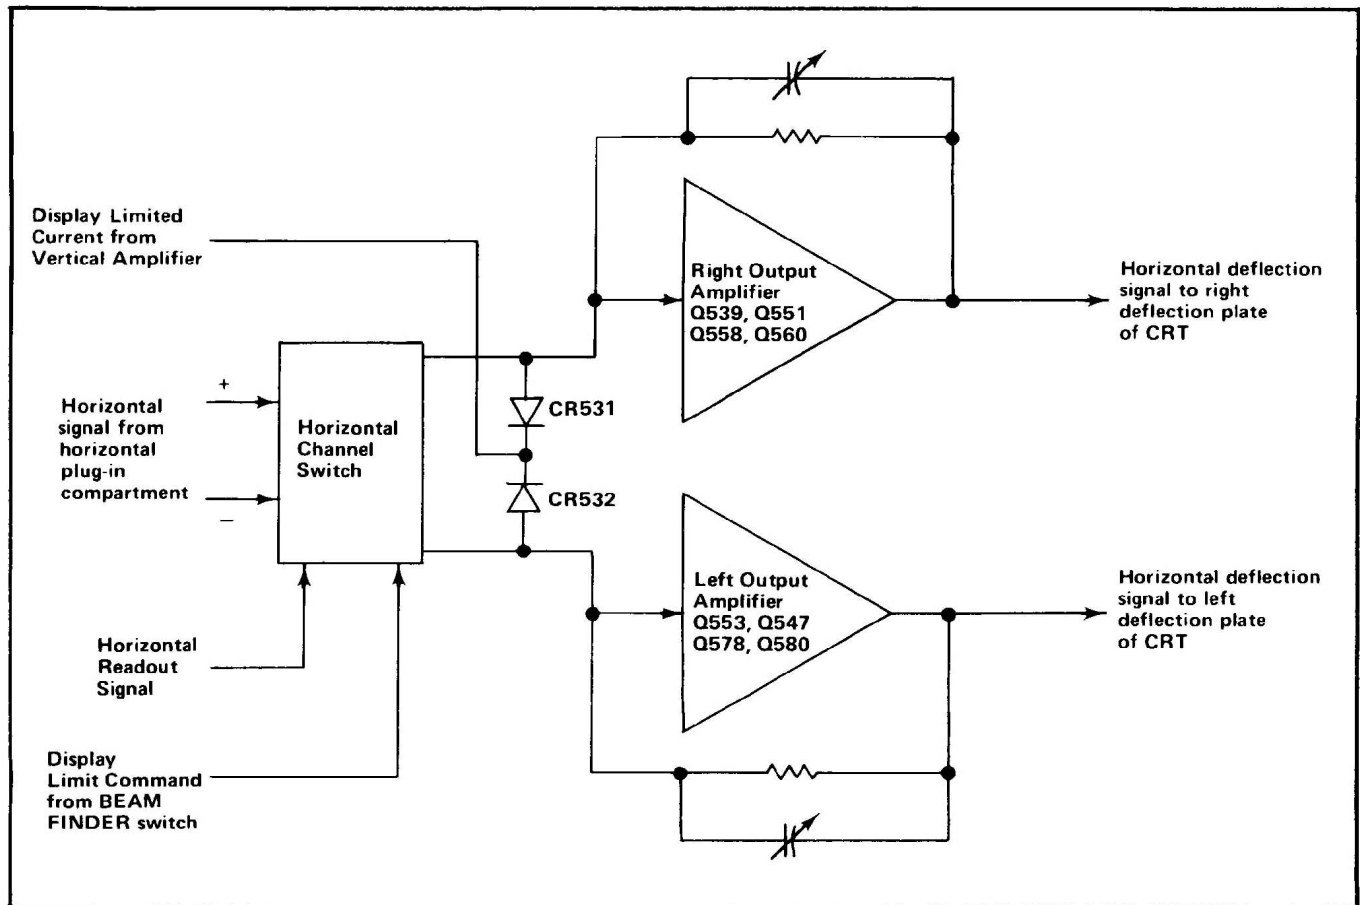 Display Limited
Current from
Vertical Amplifier
Right Output
Amplifier
Q539, Q551
Q558, Q560
Horizontal deflection
signal to right
deflection plate
of CRT
+
Horizontal
signal from
horizontal
plug-in
compartment
−
Horizontal
Channel
Switch
CR531
CR532
Left Output
Amplifier
Q553, Q547
Q578, Q580
Horizontal deflection
signal to left
deflection plate
of CRT
Horizontal
Readout
Signal
Display
Limit Command
from BEAM
FINDER switch